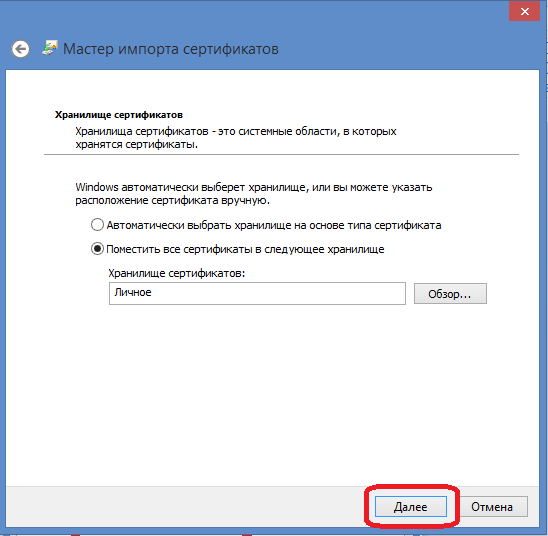 Мастер импорта сертификатов
Хранилище сертификатов
Хранилища сертификатов - это системные области, в которых
хранятся сертификаты.
Windows автоматически выберет хранилище, или вы можете указать
расположение сертификата вручную.
Автоматически выбрать хранилище на основе типа сертификата
Поместить все сертификаты в следующее хранилище
Хранилище сертификатов:
Личное
Обзор...
Далее
Отмена